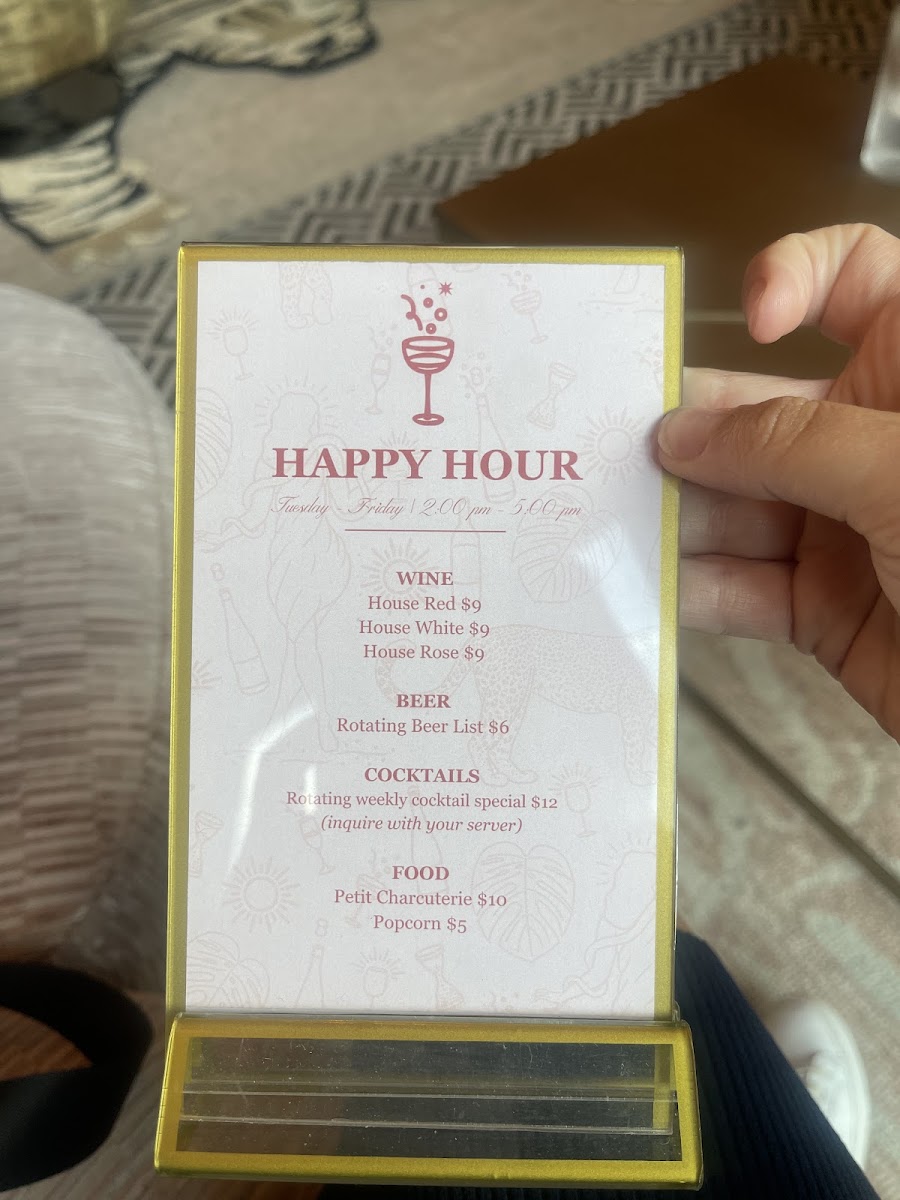 HAPPY HOUR
Tuesday - Friday | 2:00 pm - 5:00 pm
WINE
House Red $9
House White $9
House Rose $9
BEER
Rotating Beer List $6
COCKTAILS
Rotating weekly cocktail special $12
(inquire with your server)
FOOD
Petit Charcuterie $10
Popcorn $5